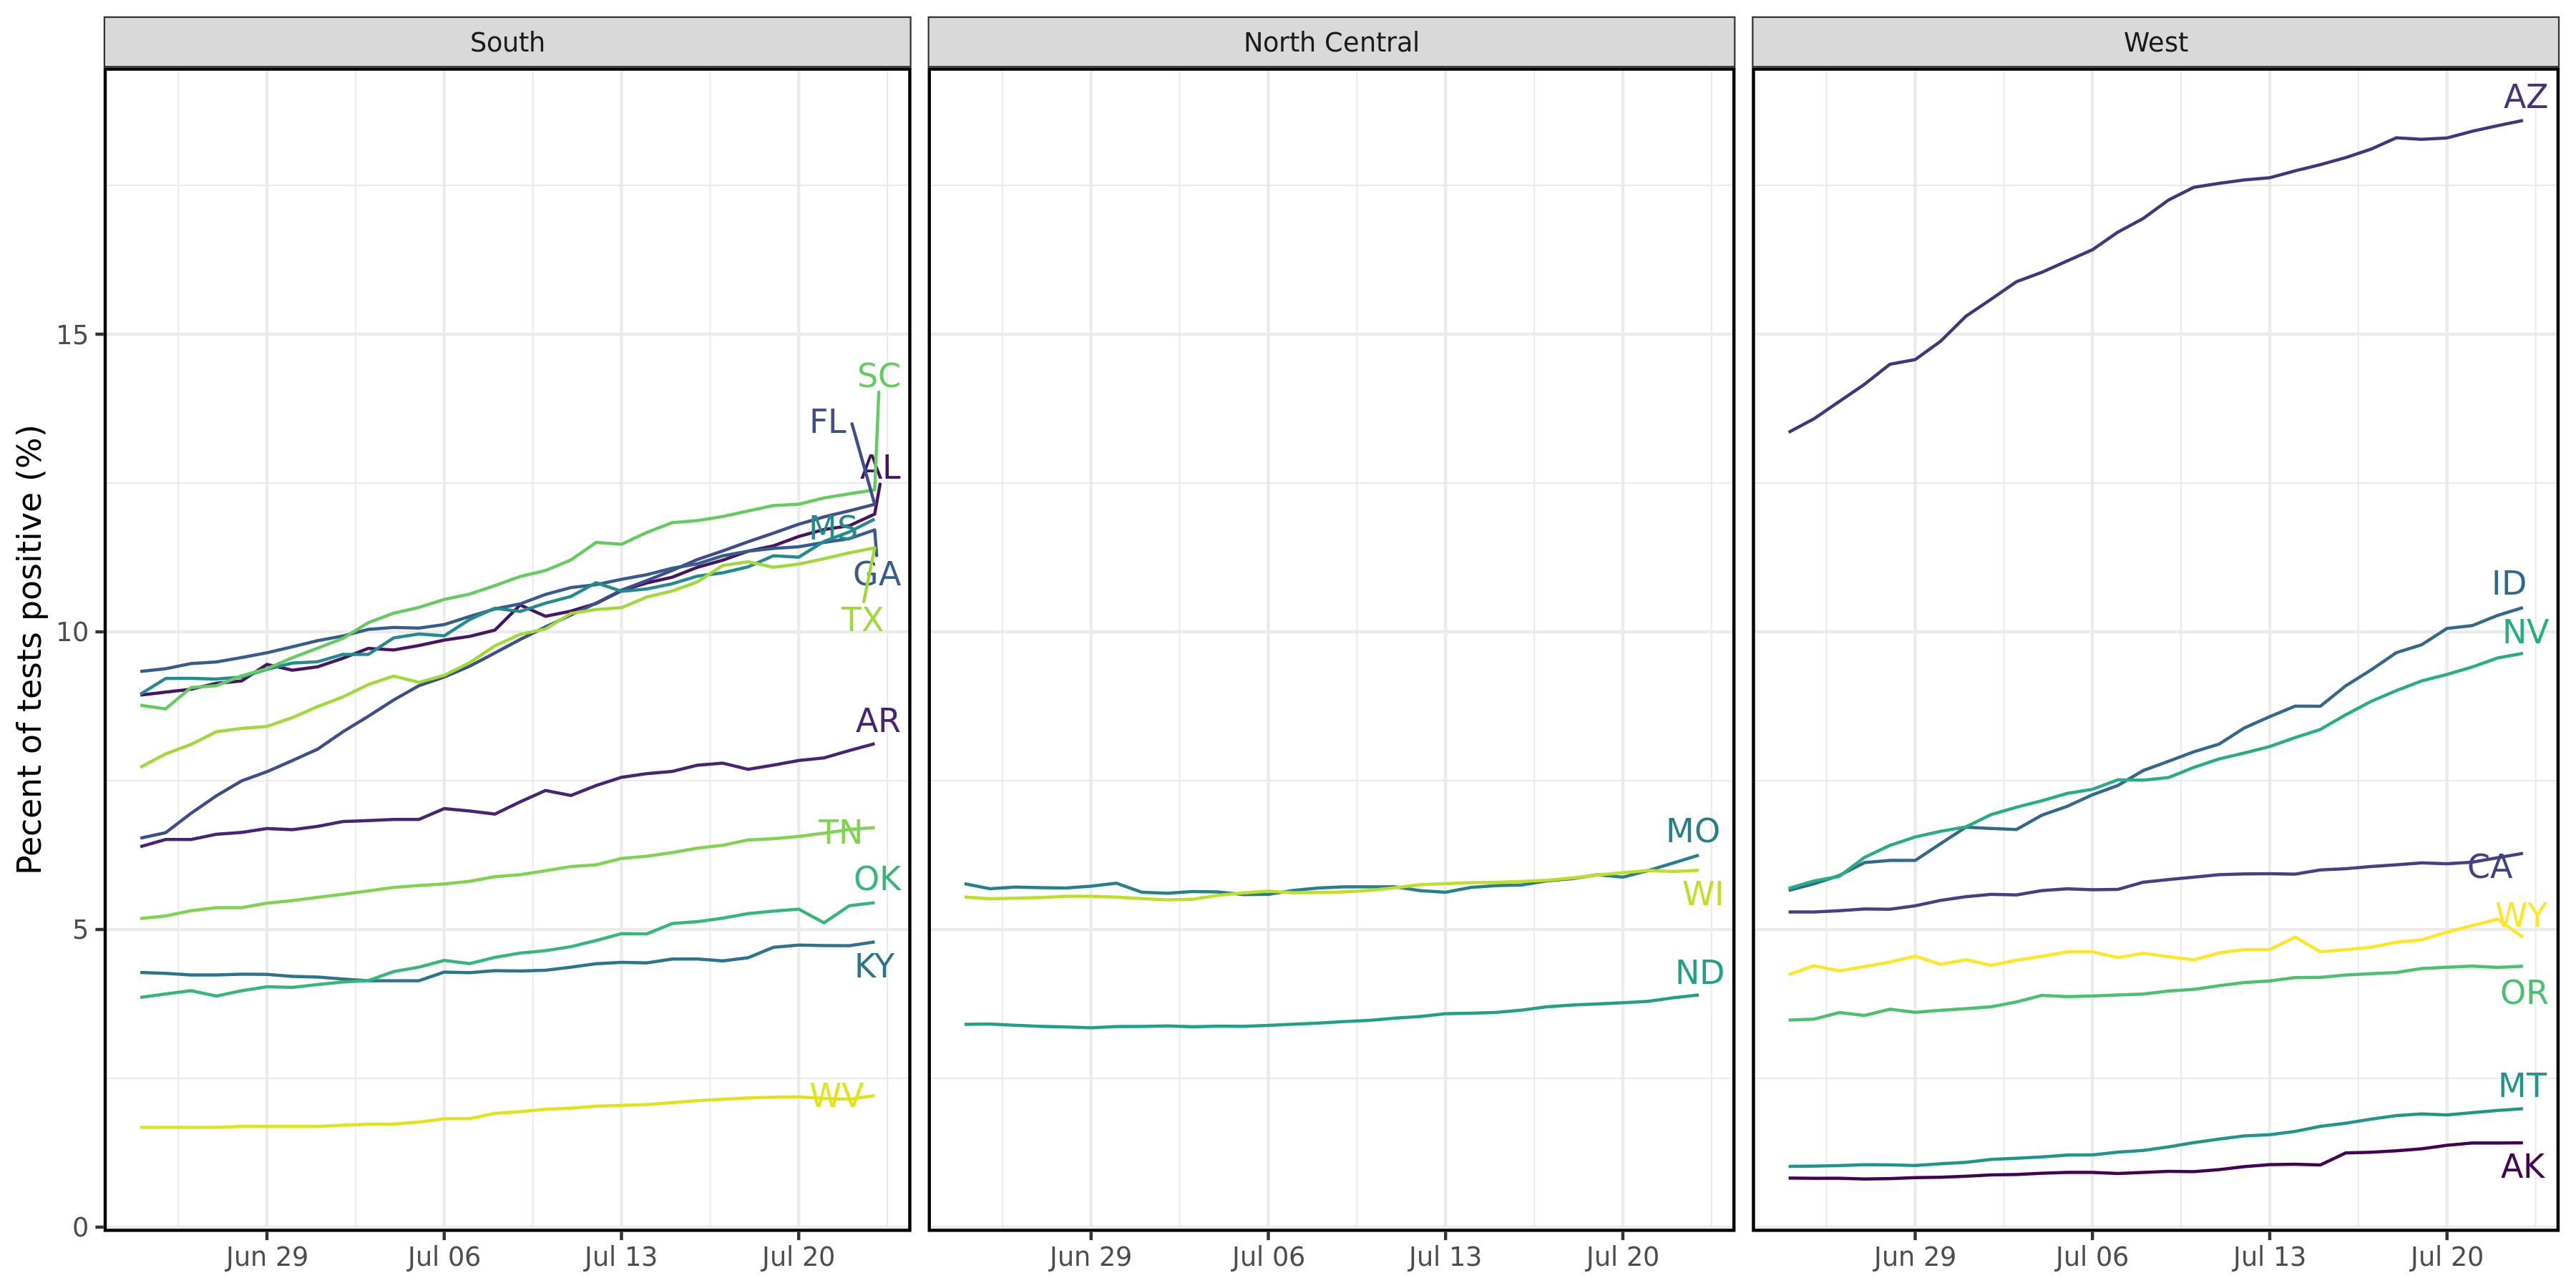 South
North Central
West
Pecent of tests positive (%)
15
10
5
0
SC
FL
AL
MS
GA
TX
AR
TN
OK
KY
WV
MO
WI
ND
AZ
ID
NV
CA
WY
OR
MT
AK
Jun 29 Jul 06 Jul 13 Jul 20
Jun 29 Jul 06 Jul 13 Jul 20
Jun 29 Jul 06 Jul 13 Jul 20